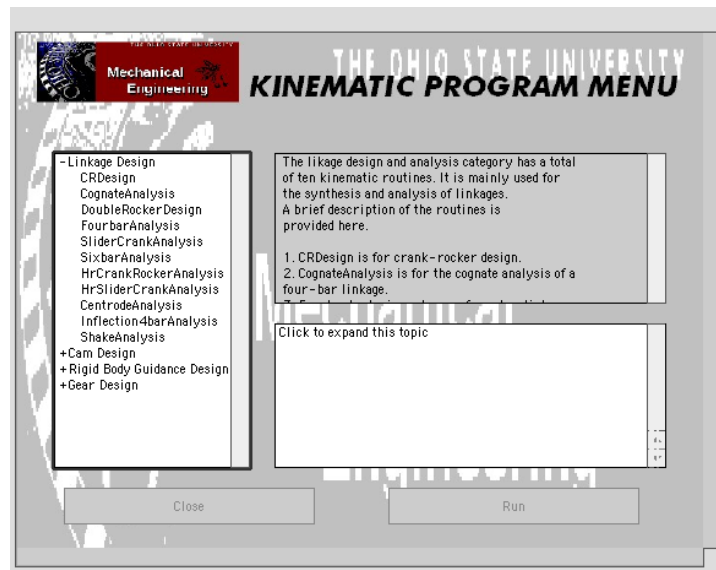 THE OHIO STATE UNIVERSITY
THE OHIO STATE UNIVERSITY
Mechanical
Engineering
KINEMATIC PROGRAM MENU
-Linkage Design
CRDesign
CognateAnalysis
DoubleRockerDesign
FourbarAnalysis
SliderCrankAnalysis
SixbarAnalysis
HrCrankRockerAnalysis
HrSliderCrankAnalysis
CentrodeAnalysis
Inflection4barAnalysis
ShakeAnalysis
+Cam Design
+Rigid Body Guidance Design
+Gear Design
The likage design and analysis category has a total
of ten kinematic routines. It is mainly used for
the synthesis and analysis of linkages.
A brief description of the routines is
provided here.
1. CRDesign is for crank-rocker design.
2. CognateAnalysis is for the cognate analysis of a
four-bar linkage.
Mechanical
Click to expand this topic
Engineering
Close
Run